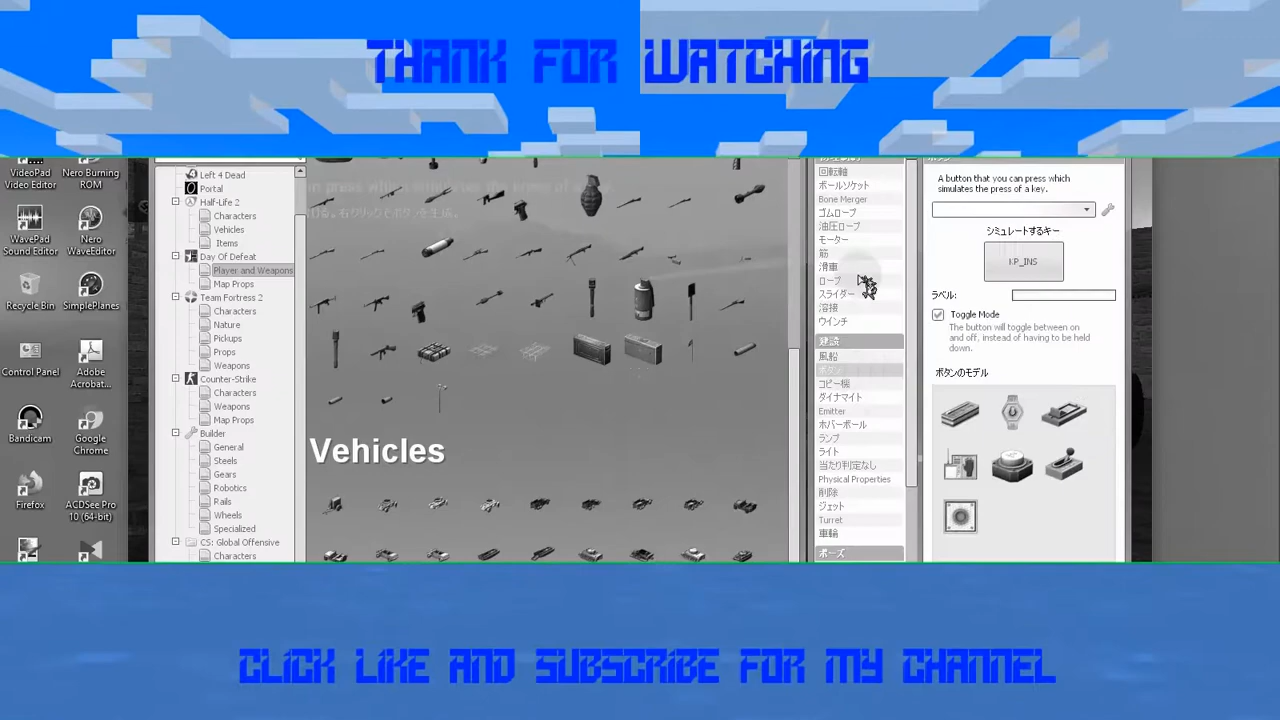 THANK FOR WATCHING
VideoPad
Video Editor
Nero Burning
ROM
WavePad
Sound Editor
Nero
WaveEditor
Recycle Bin
SimplePlanes
Control Panel
Adobe
Acrobat...
Bandicam
Google
Chrome
Firefox
ACDSee Pro
10 (64-bit)
Left 4 Dead
Portal
Half-Life 2
Characters
Vehicles
Items
Day Of Defeat
Player and Weapons
Map Props
Team Fortress 2
Characters
Nature
Pickups
Props
Weapons
Counter-Strike
Characters
Weapons
Map Props
Builder
General
Steels
Gears
Robotics
Rails
Wheels
Specialized
CS: Global Offensive
Characters
Vehicles
回転軸
ボールソケット
Bone Merger
ゴムロープ
油圧ロープ
モーター
筋
滑車
ロープ
スライダー
溶接
ウインチ
建設
風船
ボタン
コピー機
ダイナマイト
Emitter
ホバーボール
ランプ
ライト
当たり判定なし
Physical Properties
削除
ジェット
Turret
車輪
ポーズ
A button that you can press which
simulates the press of a key.
シミュレートするキー
KP_INS
ラベル:
Toggle Mode
The button will toggle between on
and off, instead of having to be held
down.
ボタンのモデル
CLICK LIKE AND SUBSCRIBE FOR MY CHANNEL